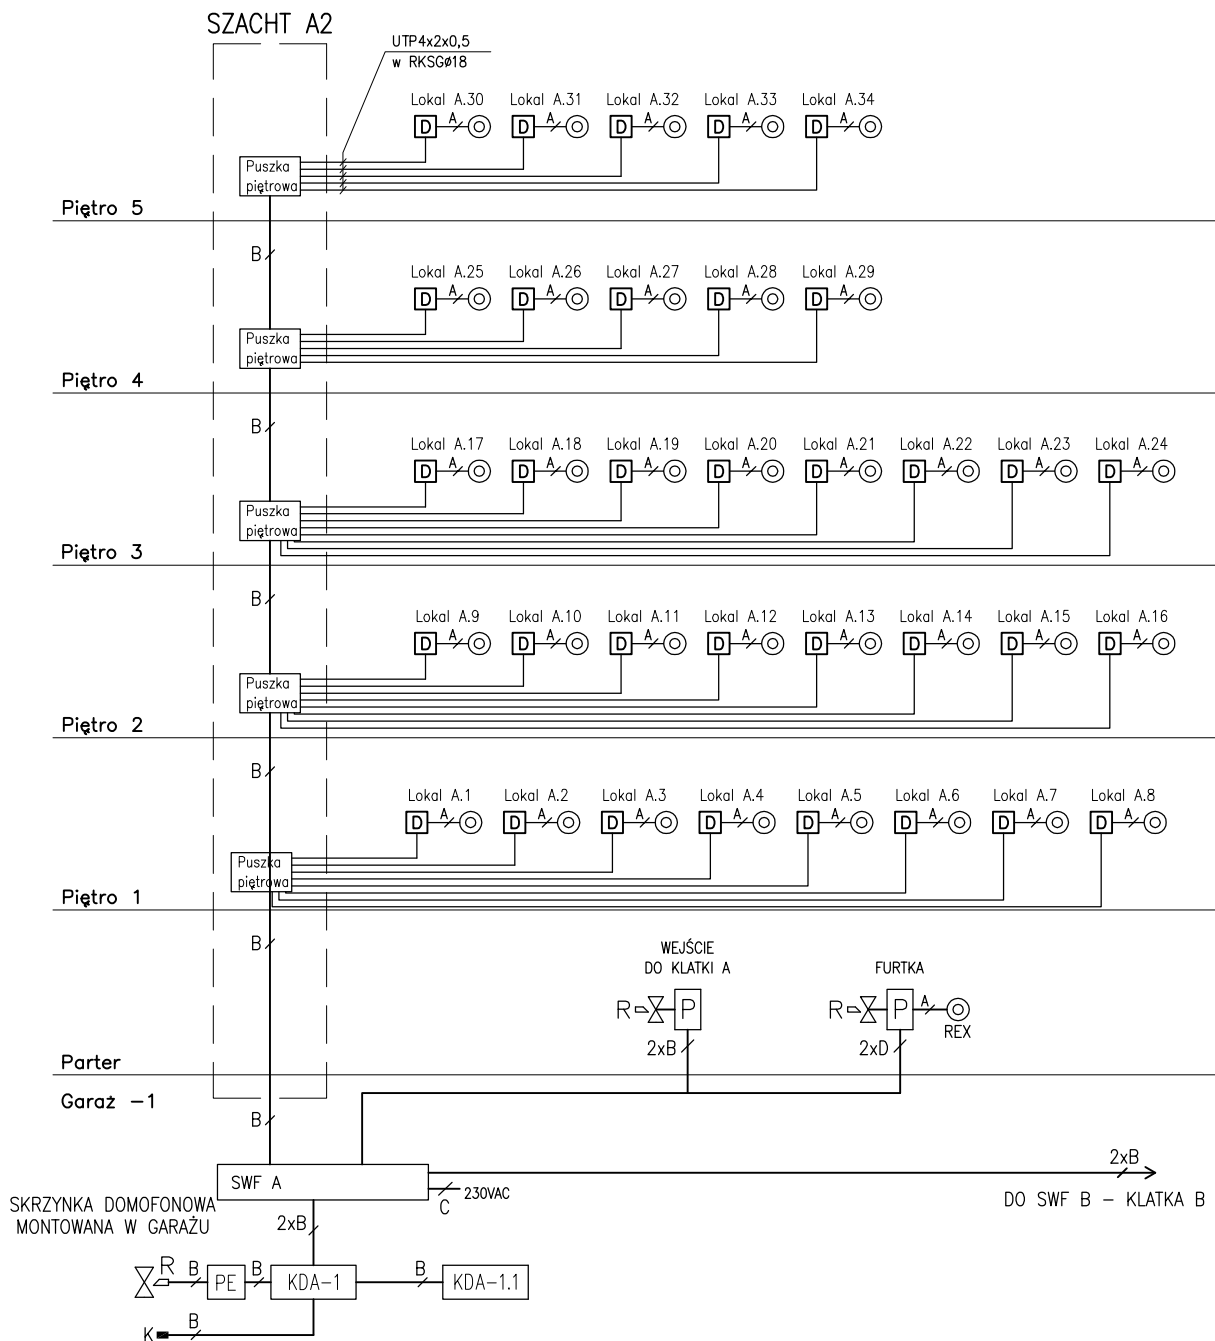 SZACHT A2
UTP4x2x0,5
w RKSGø18
Lokal A.30 Lokal A.31 Lokal A.32 Lokal A.33 Lokal A.34
D A D A D A D A D A
Puszka
piętrowa
Piętro 5
B
Lokal A.25 Lokal A.26 Lokal A.27 Lokal A.28 Lokal A.29
D A D A D A D A D A
Puszka
piętrowa
Piętro 4
B
Lokal A.17 Lokal A.18 Lokal A.19 Lokal A.20 Lokal A.21 Lokal A.22 Lokal A.23 Lokal A.24
D A D A D A D A D A D A D A D A
Puszka
piętrowa
Piętro 3
B
Lokal A.9 Lokal A.10 Lokal A.11 Lokal A.12 Lokal A.13 Lokal A.14 Lokal A.15 Lokal A.16
D A D A D A D A D A D A D A D A
Puszka
piętrowa
Piętro 2
B
Lokal A.1 Lokal A.2 Lokal A.3 Lokal A.4 Lokal A.5 Lokal A.6 Lokal A.7 Lokal A.8
D A D A D A D A D A D A D A D A
Puszka
piętrowa
Piętro 1
B
WEJŚCIE
DO KLATKI A
FURTKA
R P R P A
REX
2xB 2xD
Parter
Garaż -1
B
SWF A
2xB
230VAC
C
DO SWF B - KLATKA B
SKRZYNKA DOMOFONOWA
MONTOWANA W GARAŻU
2xB
R B PE B KDA-1 B KDA-1.1
K B